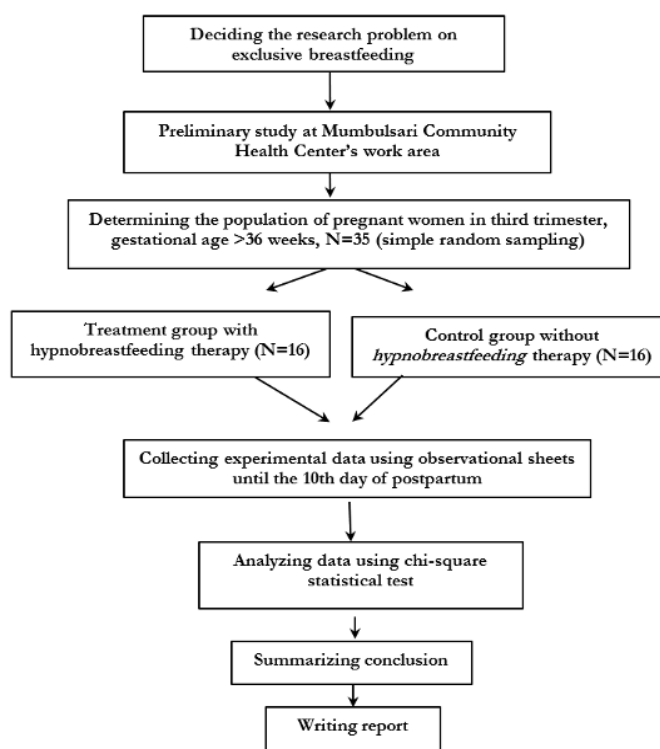 Deciding the research problem on
exclusive breastfeeding
Preliminary study at Mumbulsari Community
Health Center's work area
Determining the population of pregnant women in third trimester,
gestational age >36 weeks, N=35 (simple random sampling)
Treatment group with
hypnobreastfeeding therapy (N=16)
Control group without
hypnobreastfeeding therapy (N=16)
Collecting experimental data using observational sheets
until the 10th day of postpartum
Analyzing data using chi-square
statistical test
Summarizing conclusion
Writing report